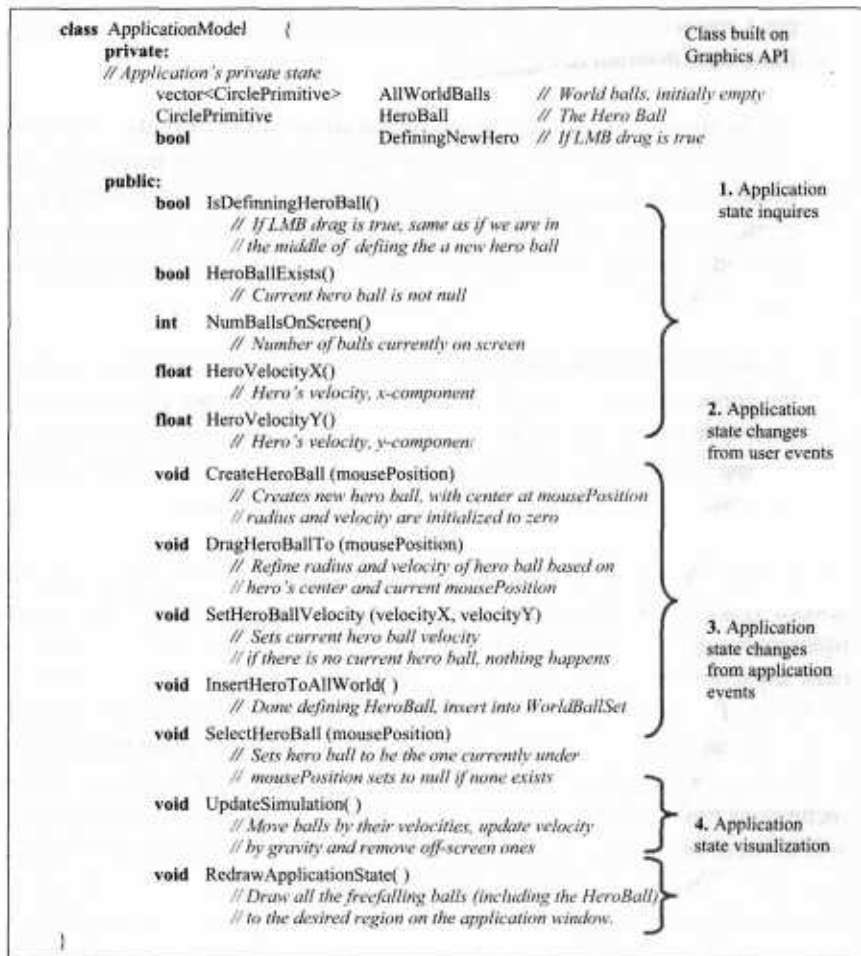 class ApplicationModel {
Class built on
Graphics API
private:
// Application's private state
vector<CirclePrimitive> AllWorldBalls // World balls, initially empty
CirclePrimitive HeroBall // The Hero Ball
bool DefiningNewHero // If LMB drag is true
public:
1. Application
state inquires
bool IsDefinningHeroBall()
// If LMB drag is true, same as if we are in
// the middle of defiing the a new hero ball
bool HeroBallExists()
// Current hero ball is not null
int NumBallsOnScreen()
// Number of balls currently on screen
float HeroVelocityX()
// Hero's velocity, x-component
float HeroVelocityY()
// Hero's velocity, y-component
2. Application
state changes
from user events
void CreateHeroBall (mousePosition)
// Creates new hero ball, with center at mousePosition
// radius and velocity are initialized to zero
void DragHeroBallTo (mousePosition)
// Refine radius and velocity of hero ball based on
// hero's center and current mousePosition
void SetHeroBallVelocity (velocityX, velocityY)
// Sets current hero ball velocity
// if there is no current hero ball, nothing happens
3. Application
state changes
from application
events
void InsertHeroToAllWorld( )
// Done defining HeroBall, insert into WorldBallSet
void SelectHeroBall (mousePosition)
// Sets hero ball to be the one currently under
// mousePosition sets to null if none exists
void UpdateSimulation( )
// Move balls by their velocities, update velocity
// by gravity and remove off-screen ones
4. Application
state visualization
void RedrawApplicationState( )
// Draw all the freefalling balls (including the HeroBall)
// to the desired region on the application window.
}